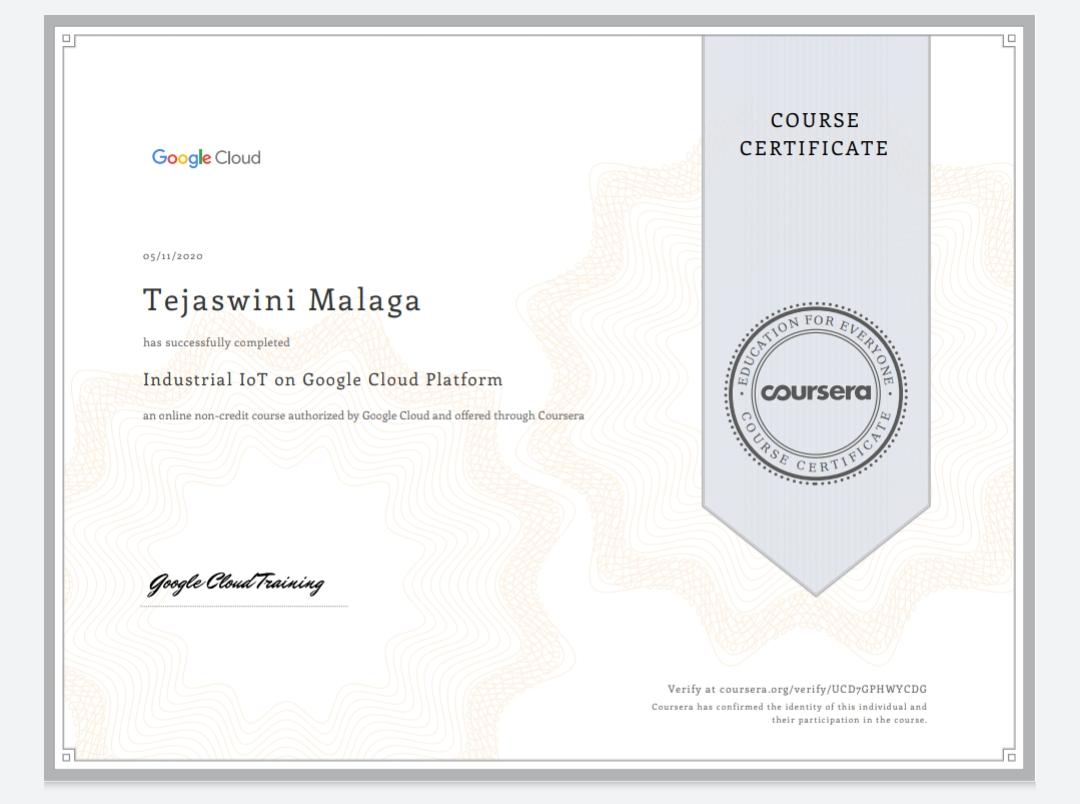 COURSE
CERTIFICATE
Google Cloud
05/11/2020
Tejaswini Malaga
has successfully completed
Industrial IoT on Google Cloud Platform
an online non-credit course authorized by Google Cloud and offered through Coursera
EDUCATION FOR EVERYONE
coursera
COURSE CERTIFICATE
Google Cloud Training
Verify at coursera.org/verify/UCD7GPHWYCDG
Coursera has confirmed the identity of this individual and
their participation in the course.